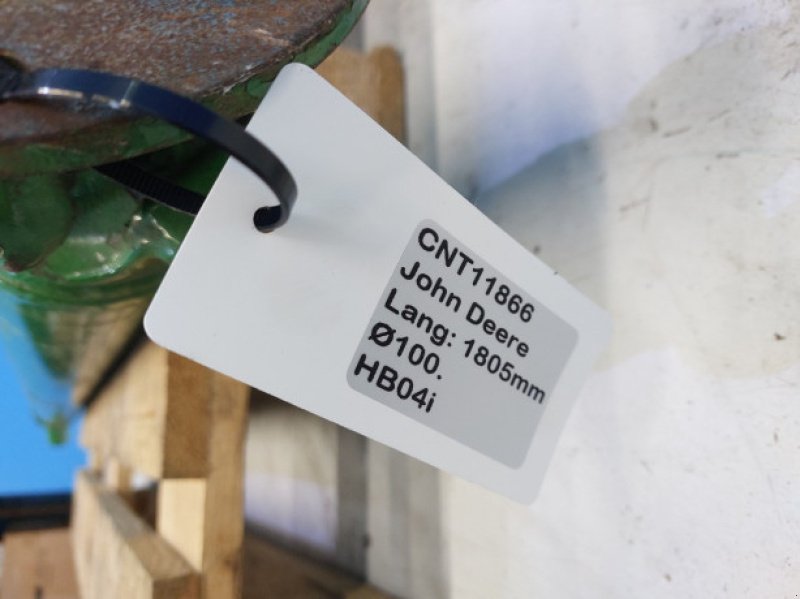 CNT11866
John Deere
Lang: 1805mm
Ø100.
HB04i